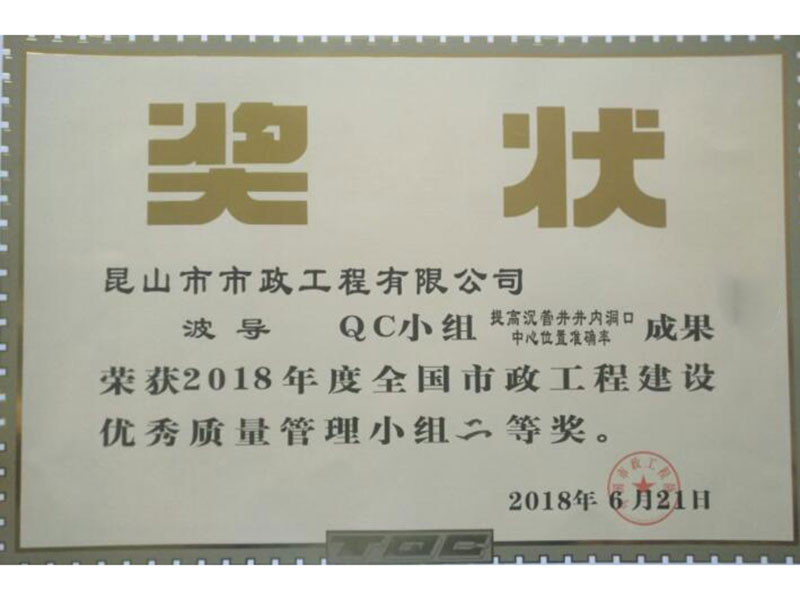 奖状
昆山市市政工程有限公司
波导 QC小组 提高沉营井井内洞口
中心位置准确率 成果
荣获2018年度全国市政工程建设
优秀质量管理小组二等奖。
2018年6月21日
TQC